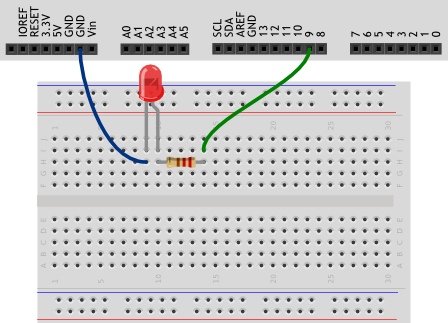 IOREF
RESET
3.3V
5V
GND
GND
Vin
A0
A1
A2
A3
A4
A5
SCL
SDA
AREF
GND
13
12
11
10
9
8
7
6
5
4
3
2
1
0
1 10 15 20 25 30
J J
I I
H H
G G
F F
E E
D D
C C
B B
A A
1 5 10 15 20 25 30